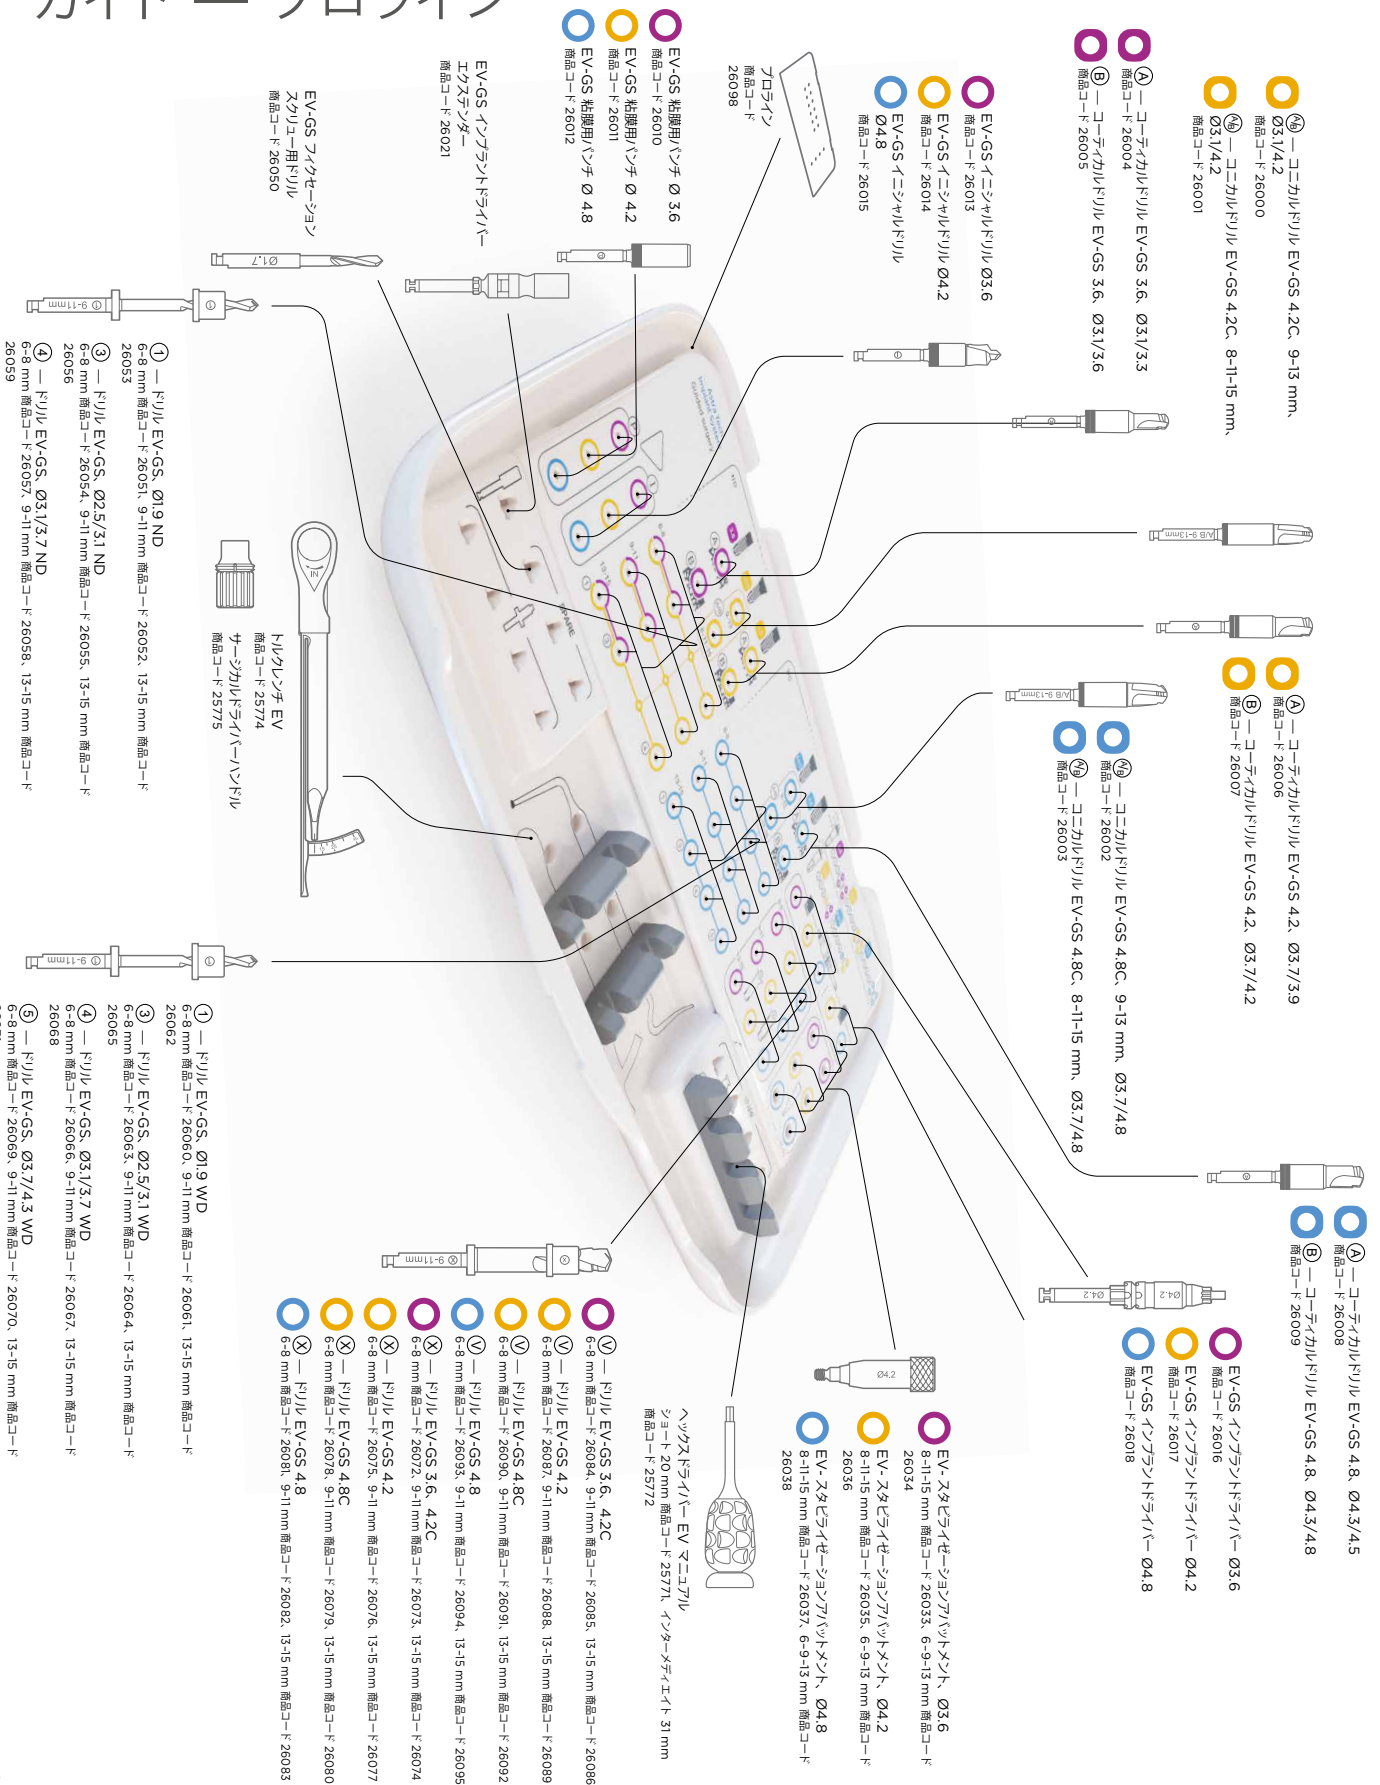 ガイド — プロライン
EV-GS 粘膜用パンチ Ø 3.6
商品コード 26010
EV-GS 粘膜用パンチ Ø 4.2
商品コード 26011
EV-GS 粘膜用パンチ Ø 4.8
商品コード 26012
プロライン
商品コード
26098
EV-GS イニシャルドリル Ø3.6
商品コード 26013
EV-GS イニシャルドリル Ø4.2
商品コード 26014
EV-GS イニシャルドリル
Ø4.8
商品コード 26015
Ⓐ — コーティカルドリル EV-GS 3.6、Ø3.1/3.3
商品コード 26004
Ⓑ — コーティカルドリル EV-GS 3.6、Ø3.1/3.6
商品コード 26005
A/B — コニカルドリル EV-GS 4.2C、9-13 mm、
Ø3.1/4.2
商品コード 26000
A/B — コニカルドリル EV-GS 4.2C、8-11-15 mm、
Ø3.1/4.2
商品コード 26001
EV-GS インプラントドライバー
エクステンダー
商品コード 26021
EV-GS フィクセーション
スクリュー用ドリル
商品コード 26050
Ø1.7
① 9-11mm
A/B 9-13mm
A/B 9-13mm
Astra Tech
Implant System
Guided Surgery
SPARE
Ⓐ — コーティカルドリル EV-GS 4.2、Ø3.7/3.9
商品コード 26006
Ⓑ — コーティカルドリル EV-GS 4.2、Ø3.7/4.2
商品コード 26007
A/B — コニカルドリル EV-GS 4.8C、9-13 mm、Ø3.7/4.8
商品コード 26002
A/B — コニカルドリル EV-GS 4.8C、8-11-15 mm、Ø3.7/4.8
商品コード 26003
① — ドリル EV-GS、Ø1.9 ND
6-8 mm 商品コード 26051、9-11 mm 商品コード 26052、13-15 mm 商品コード
26053
③ — ドリル EV-GS、Ø2.5/3.1 ND
6-8 mm 商品コード 26054、9-11 mm 商品コード 26055、13-15 mm 商品コード
26056
④ — ドリル EV-GS、Ø3.1/3.7 ND
6-8 mm 商品コード 26057、9-11 mm 商品コード 26058、13-15 mm 商品コード
26059
IN
トルクレンチ EV
商品コード 25774
サージカルドライバーハンドル
商品コード 25775
① 9-11mm
① — ドリル EV-GS、Ø1.9 WD
6-8 mm 商品コード 26060、9-11 mm 商品コード 26061、13-15 mm 商品コード
26062
③ — ドリル EV-GS、Ø2.5/3.1 WD
6-8 mm 商品コード 26063、9-11 mm 商品コード 26064、13-15 mm 商品コード
26065
④ — ドリル EV-GS、Ø3.1/3.7 WD
6-8 mm 商品コード 26066、9-11 mm 商品コード 26067、13-15 mm 商品コード
26068
⑤ — ドリル EV-GS、Ø3.7/4.3 WD
6-8 mm 商品コード 26069、9-11 mm 商品コード 26070、13-15 mm 商品コード
Ⓐ — コーティカルドリル EV-GS 4.8、Ø4.3/4.5
商品コード 26008
Ⓑ — コーティカルドリル EV-GS 4.8、Ø4.3/4.8
商品コード 26009
Ø4.2
Ø4.2
EV-GS インプラントドライバー Ø3.6
商品コード 26016
EV-GS インプラントドライバー Ø4.2
商品コード 26017
EV-GS インプラントドライバー Ø4.8
商品コード 26018
Ø4.2
EV- スタビライゼーションアバットメント、Ø3.6
8-11-15 mm 商品コード 26033、6-9-13 mm 商品コード
26034
EV- スタビライゼーションアバットメント、Ø4.2
8-11-15 mm 商品コード 26035、6-9-13 mm 商品コード
26036
EV- スタビライゼーションアバットメント、Ø4.8
8-11-15 mm 商品コード 26037、6-9-13 mm 商品コード
26038
ヘックスドライバー EV マニュアル
ショート 20 mm 商品コード 25771、インターメディエイト 31 mm
商品コード 25772
Ⓧ 9-11mm
Ⓥ — ドリル EV-GS 3.6、4.2C
6-8 mm 商品コード 26084、9-11 mm 商品コード 26085、13-15 mm 商品コード 26086
Ⓥ — ドリル EV-GS 4.2
6-8 mm 商品コード 26087、9-11 mm 商品コード 26088、13-15 mm 商品コード 26089
Ⓥ — ドリル EV-GS 4.8C
6-8 mm 商品コード 26090、9-11 mm 商品コード 26091、13-15 mm 商品コード 26092
Ⓥ — ドリル EV-GS 4.8
6-8 mm 商品コード 26093、9-11 mm 商品コード 26094、13-15 mm 商品コード 26095
Ⓧ — ドリル EV-GS 3.6、4.2C
6-8 mm 商品コード 26072、9-11 mm 商品コード 26073、13-15 mm 商品コード 26074
Ⓧ — ドリル EV-GS 4.2
6-8 mm 商品コード 26075、9-11 mm 商品コード 26076、13-15 mm 商品コード 26077
Ⓧ — ドリル EV-GS 4.8C
6-8 mm 商品コード 26078、9-11 mm 商品コード 26079、13-15 mm 商品コード 26080
Ⓧ — ドリル EV-GS 4.8
6-8 mm 商品コード 26081、9-11 mm 商品コード 26082、13-15 mm 商品コード 26083